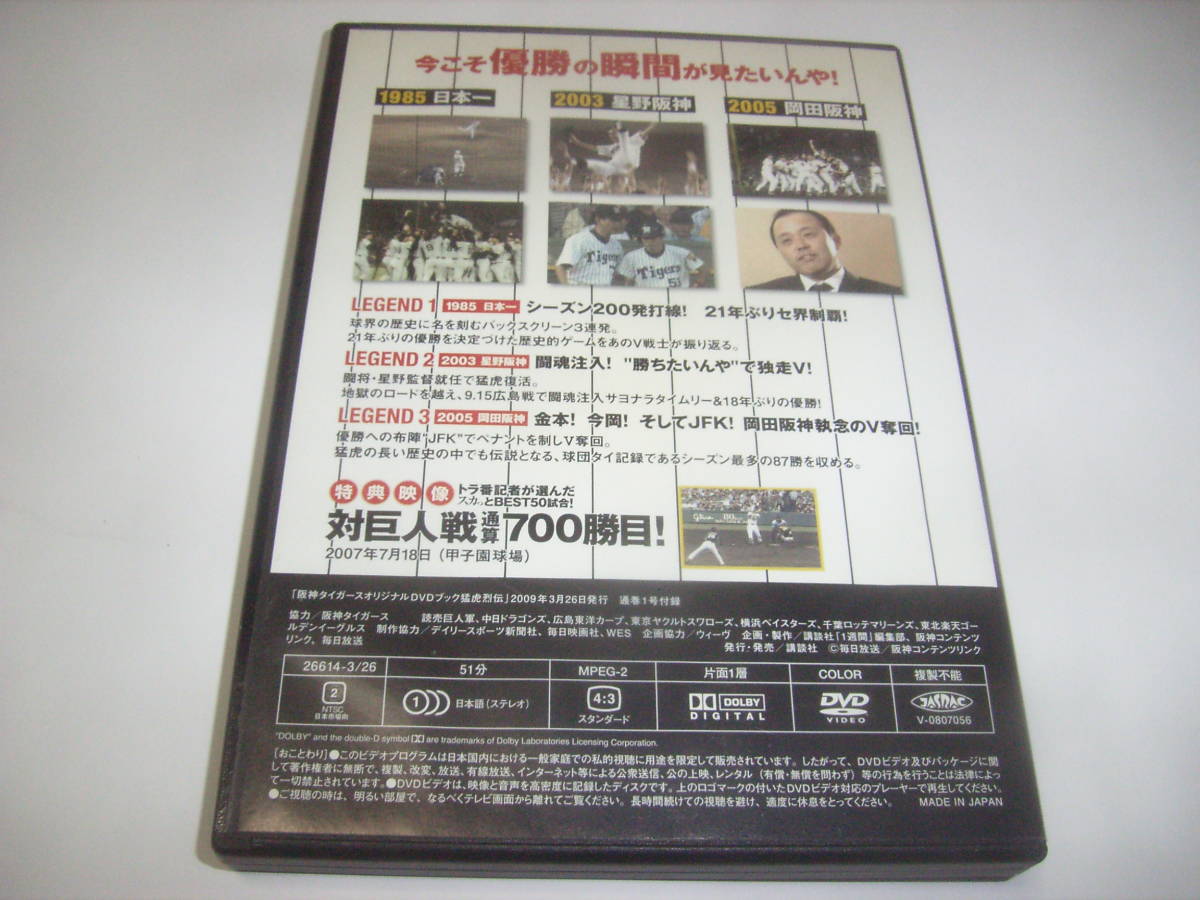 今こそ優勝の瞬間が見たいんや!
1985 日本一
2003 星野阪神
2005 岡田阪神
LEGEND 1 1985 日本一 シーズン200発打線! 21年ぶりセ界制覇!
球界の歴史に名を刻むバックスクリーン3連発。
21年ぶりの優勝を決定づけた歴史的ゲームをあのV戦士が振り返る。
LEGEND 2 2003 星野阪神 闘魂注入! "勝ちたいんや"で独走V!
闘将・星野監督就任で猛虎復活。
地獄のロードを越え、9.15広島戦で闘魂注入サヨナラタイムリー&18年ぶりの優勝!
LEGEND 3 2005 岡田阪神 金本! 今岡! そしてJFK! 岡田阪神執念のV奪回!
優勝への布陣"JFK"でペナントを制しV奪回。
猛虎の長い歴史の中でも伝説となる、球団タイ記録であるシーズン最多の87勝を収める。
特典映像 トラ番記者が選んだ
スカッとBEST50試合!
対巨人戦通算700勝目!
2007年7月18日(甲子園球場)
「阪神タイガースオリジナルDVDブック猛虎烈伝」2009年3月26日発行 通巻1号付録
協力/阪神タイガース 読売巨人軍、中日ドラゴンズ、広島東洋カープ、東京ヤクルトスワローズ、横浜ベイスターズ、千葉ロッテマリーンズ、東北楽天ゴー
ルデンイーグルス 制作協力/デイリースポーツ新聞社、毎日映画社、WES 企画協力/ウィーヴ 企画・製作/講談社「1週間」編集部、阪神コンテンツ
リンク、毎日放送 発行・発売/講談社 ©毎日放送/阪神コンテンツリンク
26614-3/26 51分 MPEG-2 片面1層 COLOR 複製不能
2 NTSC 日本市場向
1 日本語(ステレオ)
4:3 スタンダード
DOLBY DIGITAL
DVD VIDEO
JASRAC V-0807056
"DOLBY" and the double-D symbol are trademarks of Dolby Laboratories Licensing Corporation.
[おことわり]●このビデオプログラムは日本国内における一般家庭での私的視聴に用途を限定して販売されています。したがって、DVDビデオ及びパッケージに関
して著作権者に無断で、複製、改変、放送、有線放送、インターネット等による公衆送信、公の上映、レンタル(有償・無償を問わず)等の行為を行うことは法律によっ
て一切禁止されています。●DVDビデオは、映像と音声を高密度に記録したディスクです。上のロゴマークの付いたDVDビデオ対応のプレーヤーで再生してください。
●ご視聴の時は、明るい部屋で、なるべくテレビ画面から離れてご覧ください。長時間続けての視聴を避け、適度に休息をとってください。 MADE IN JAPAN
Tigers
Tigers